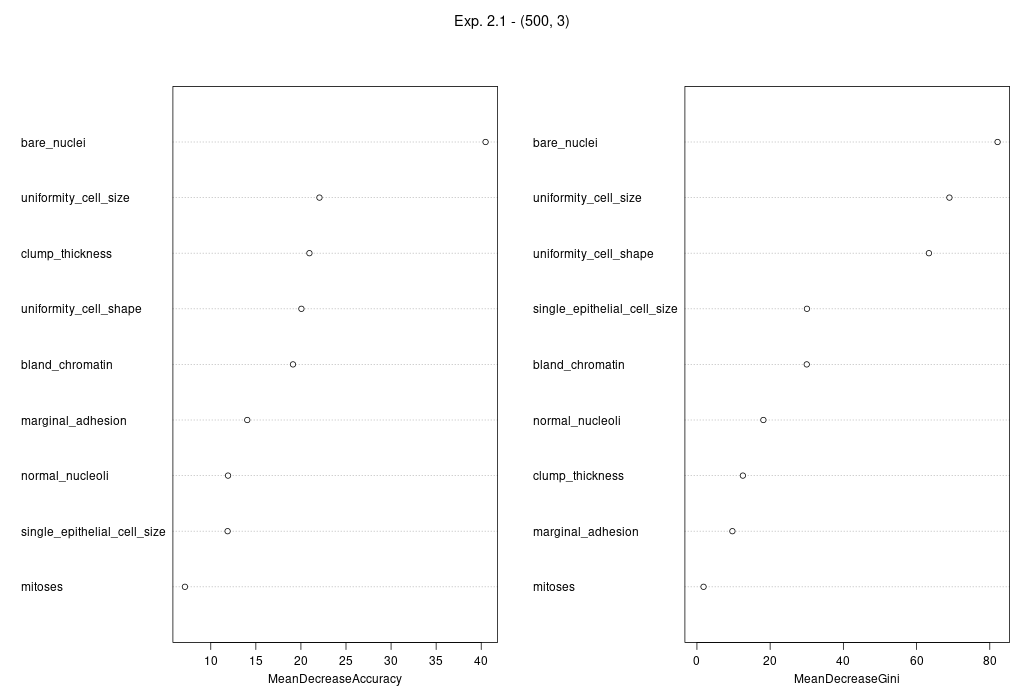 Exp. 2.1 - (500, 3)
bare_nuclei
uniformity_cell_size
clump_thickness
uniformity_cell_shape
bland_chromatin
marginal_adhesion
normal_nucleoli
single_epithelial_cell_size
mitoses
10 15 20 25 30 35 40
MeanDecreaseAccuracy
bare_nuclei
uniformity_cell_size
uniformity_cell_shape
single_epithelial_cell_size
bland_chromatin
normal_nucleoli
clump_thickness
marginal_adhesion
mitoses
0 20 40 60 80
MeanDecreaseGini